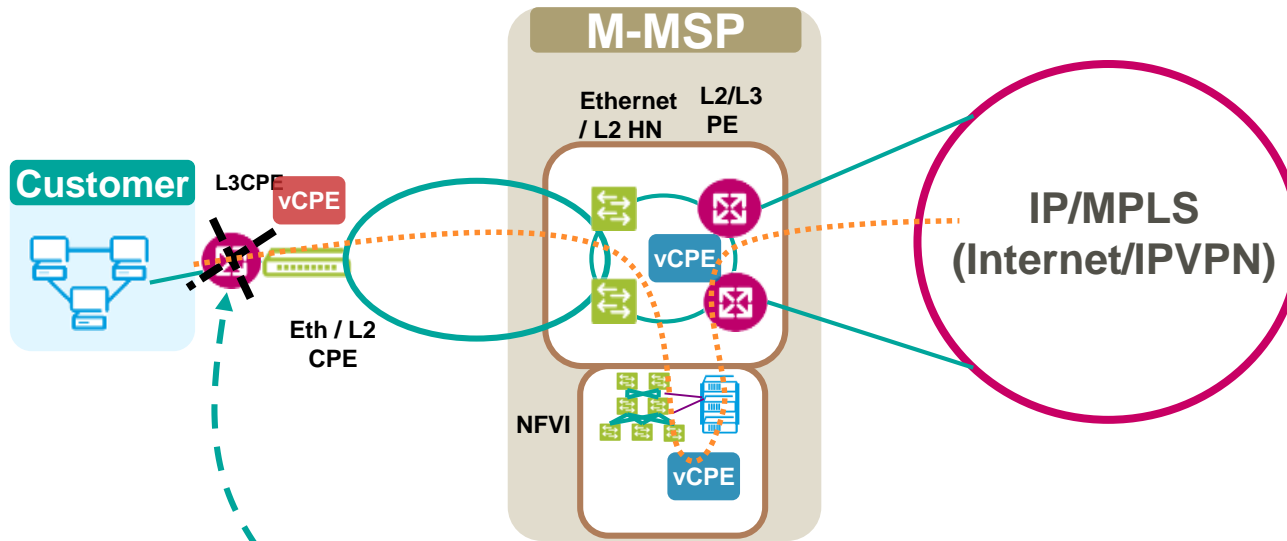 M-MSP
Ethernet
/ L2 HN
L2/L3
PE
Customer
L3CPE
vCPE
vCPE
IP/MPLS
(Internet/IPVPN)
Eth / L2
CPE
NFVI
vCPE